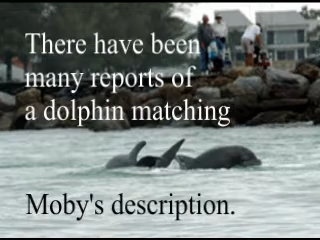 There have been
many reports of
a dolphin matching
Moby's description.